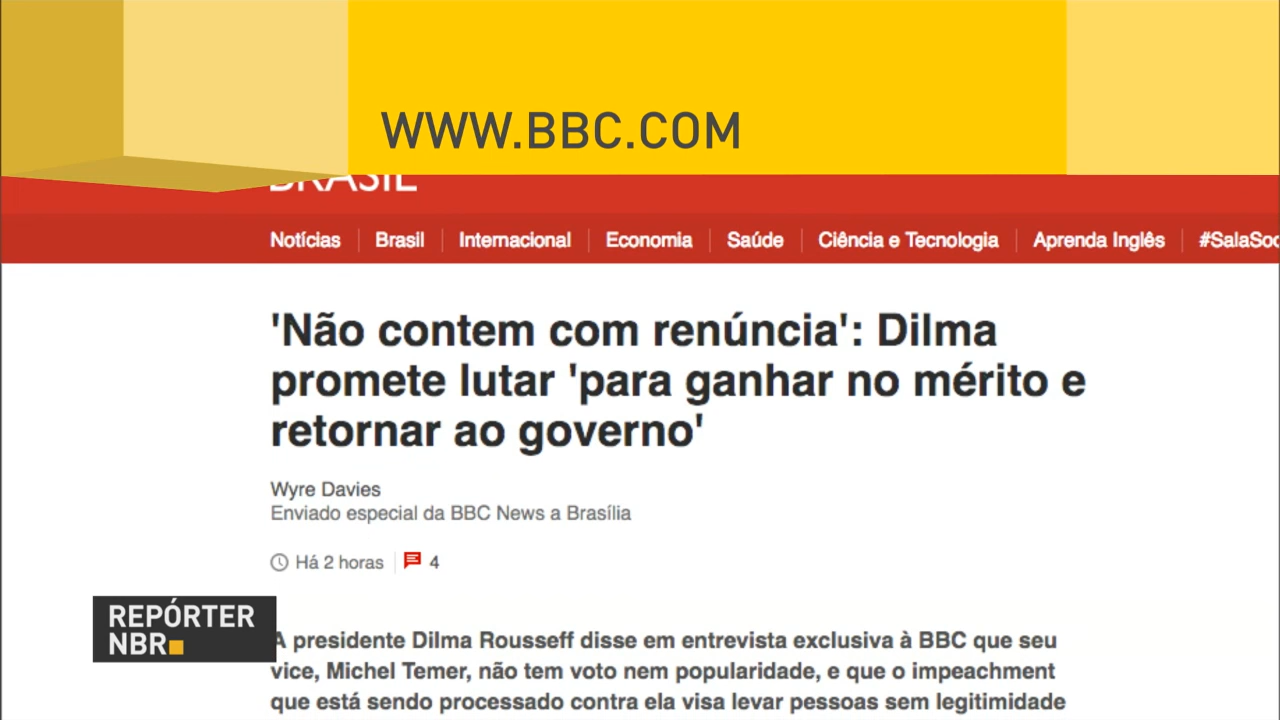 WWW.BBC.COM
BRASIL
Notícias Brasil Internacional Economia Saúde Ciência e Tecnologia Aprenda Inglês #SalaSoc
'Não contem com renúncia': Dilma
promete lutar 'para ganhar no mérito e
retornar ao governo'
Wyre Davies
Enviado especial da BBC News a Brasília
Há 2 horas 4
REPÓRTER
NBR
A presidente Dilma Rousseff disse em entrevista exclusiva à BBC que seu
vice, Michel Temer, não tem voto nem popularidade, e que o impeachment
que está sendo processado contra ela visa levar pessoas sem legitimidade